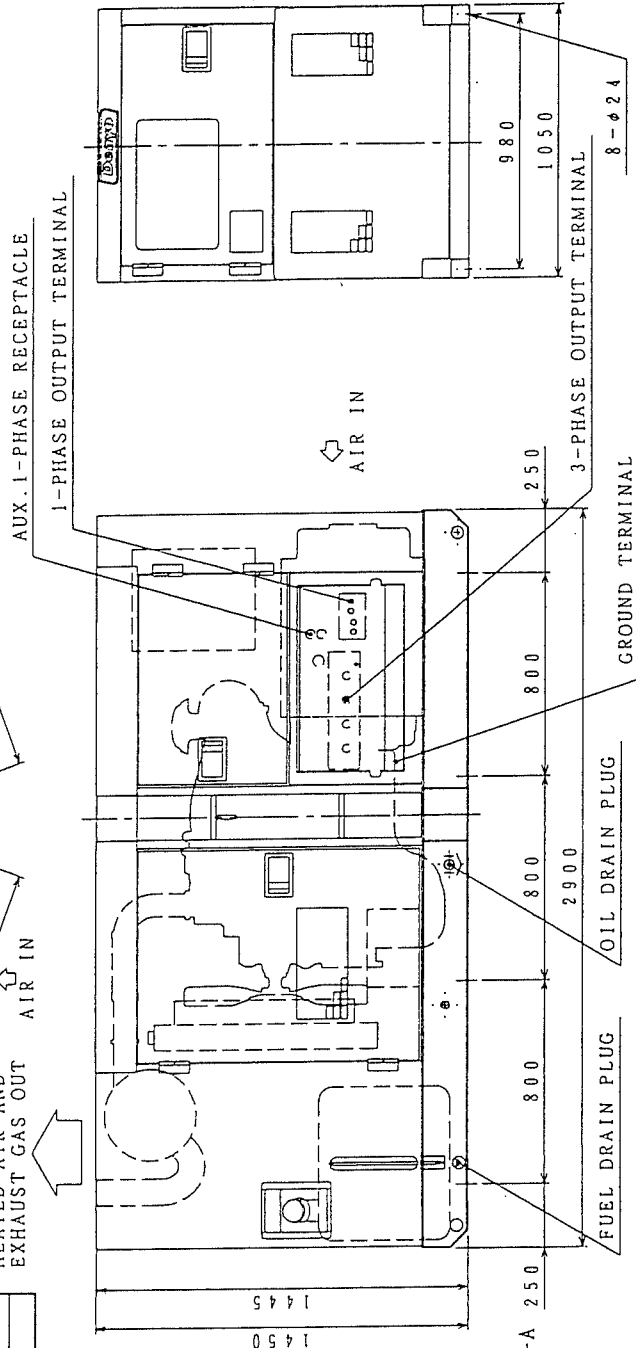 AUX.1-PHASE RECEPTACLE
1-PHASE OUTPUT TERMINAL
Denyo
AIR IN
980
1050
8-φ24
3-PHASE OUTPUT TERMINAL
GROUND TERMINAL
250
800
800
800
250
2900
OIL DRAIN PLUG
FUEL DRAIN PLUG
AIR IN
HEATED AIR AND
EXHAUST GAS OUT
1445
1450
-A